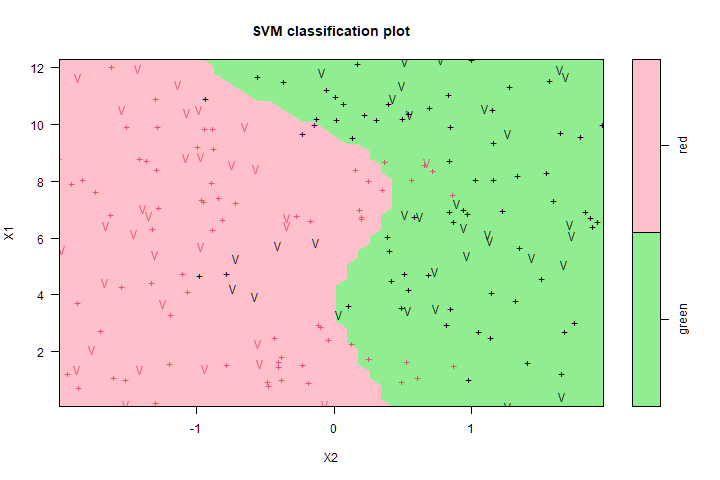 SVM classification plot
12
10
8
6
4
2
X1
-1
0
1
X2
red
green